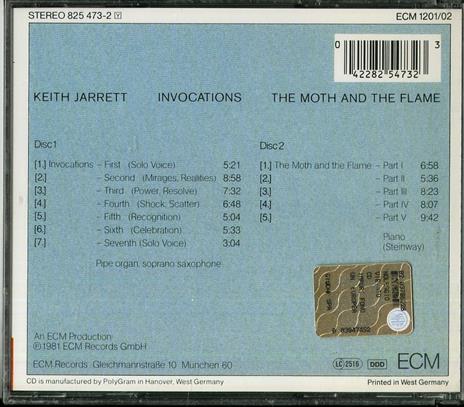 STEREO 825 473-2 Y
ECM 1201/02
0 42282 54732 3
KEITH JARRETT INVOCATIONS THE MOTH AND THE FLAME
Disc 1
[1.] Invocations – First (Solo Voice) 5:21
[2.] – Second (Mirages, Realities) 8:58
[3.] – Third (Power, Resolve) 7:32
[4.] – Fourth (Shock, Scatter) 6:48
[5.] – Fifth (Recognition) 5:04
[6.] – Sixth (Celebration) 5:33
[7.] – Seventh (Solo Voice) 3:04
Pipe organ, soprano saxophone
Disc 2
[1.] The Moth and the Flame – Part I 6:58
[2.] – Part II 5:36
[3.] – Part III 8:23
[4.] – Part IV 8:07
[5.] – Part V 9:42
Piano
(Steinway)
An ECM Production
℗1981 ECM Records GmbH
ECM Records Gleichmannstraße 10 München 60
LC 2516 DDD ECM
CD is manufactured by PolyGram in Hanover, West Germany
Printed in West Germany